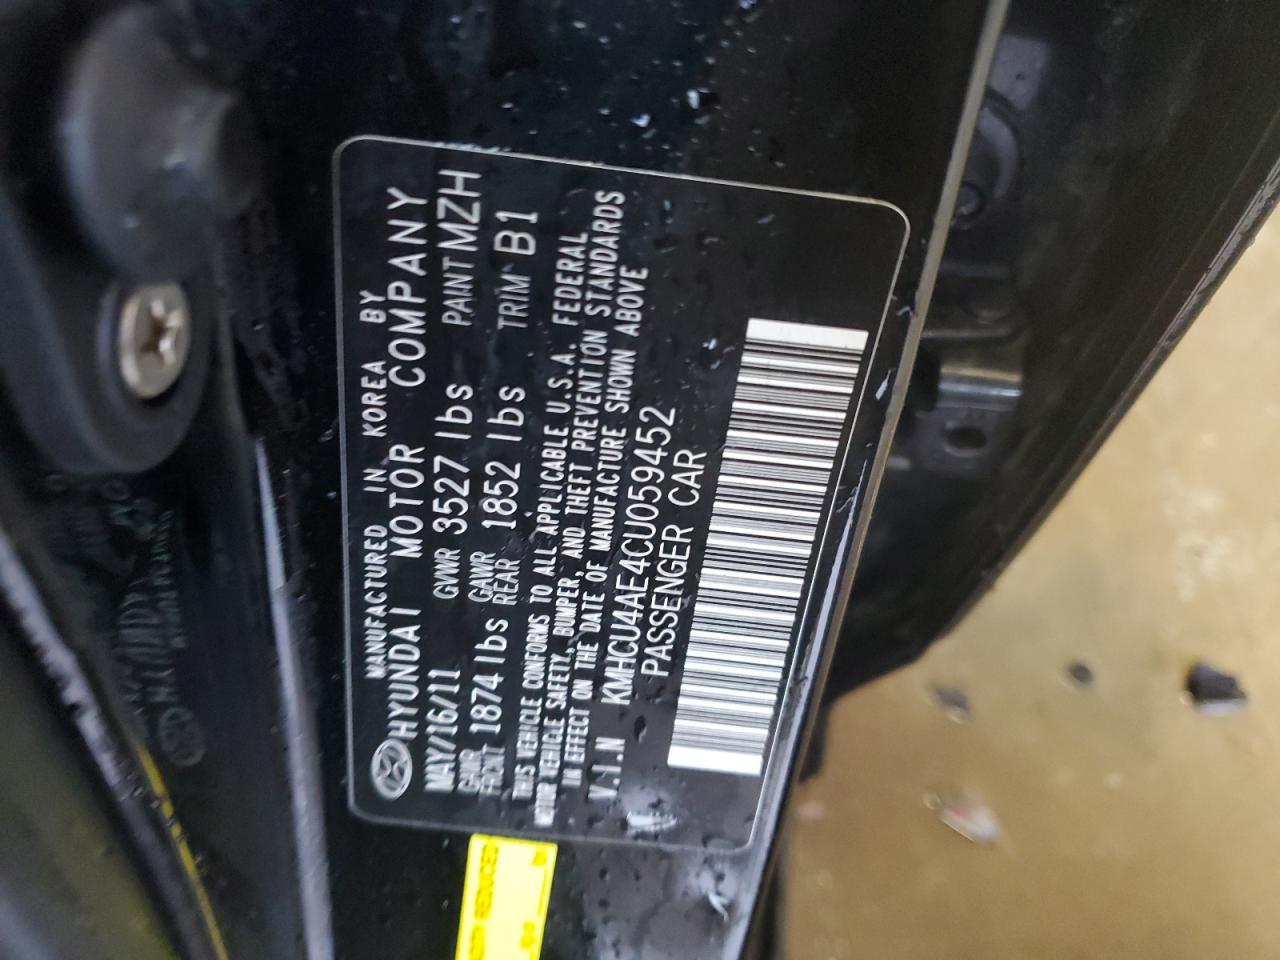 MANUFACTURED IN KOREA BY
HYUNDAI MOTOR COMPANY
MAY/16/11 GVWR 3527 lbs PAINT MZH
GAWR FRONT 1874 lbs GAWR REAR 1852 lbs TRIM B1
THIS VEHICLE CONFORMS TO ALL APPLICABLE U.S.A. FEDERAL
MOTOR VEHICLE SAFETY, BUMPER, AND THEFT PREVENTION STANDARDS
IN EFFECT ON THE DATE OF MANUFACTURE SHOWN ABOVE
V.I.N KMHCU4AE4CU059452
PASSENGER CAR
REDUCED